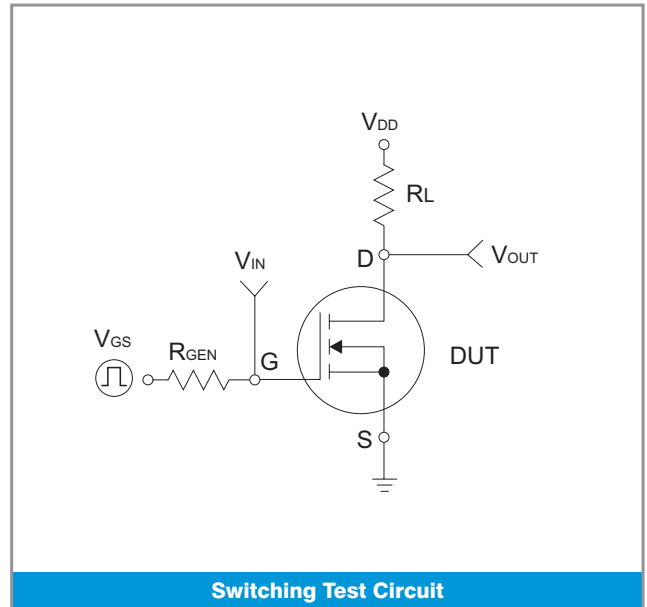 VDD
RL
D
VOUT
VIN
VGS
RGEN
G
DUT
S
Switching Test Circuit